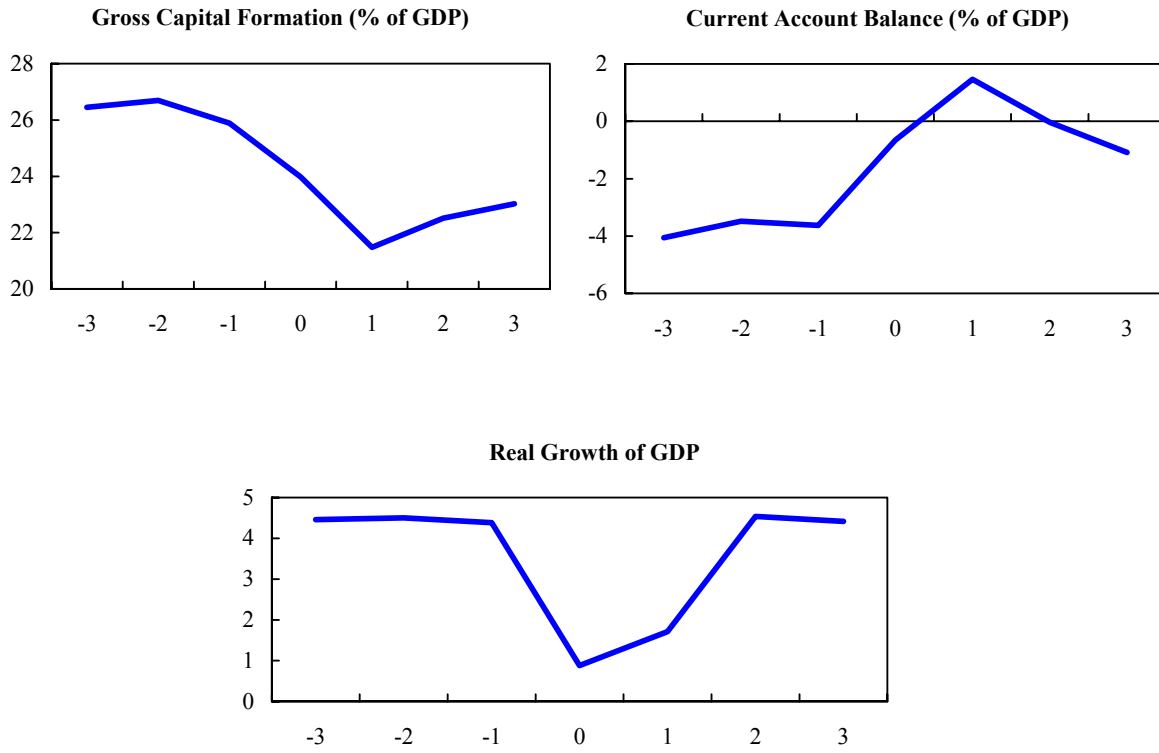 Gross Capital Formation (% of GDP)
28
26
24
22
20
-3 -2 -1 0 1 2 3
Current Account Balance (% of GDP)
2
0
-2
-4
-6
-3 -2 -1 0 1 2 3
Real Growth of GDP
5
4
3
2
1
0
-3 -2 -1 0 1 2 3